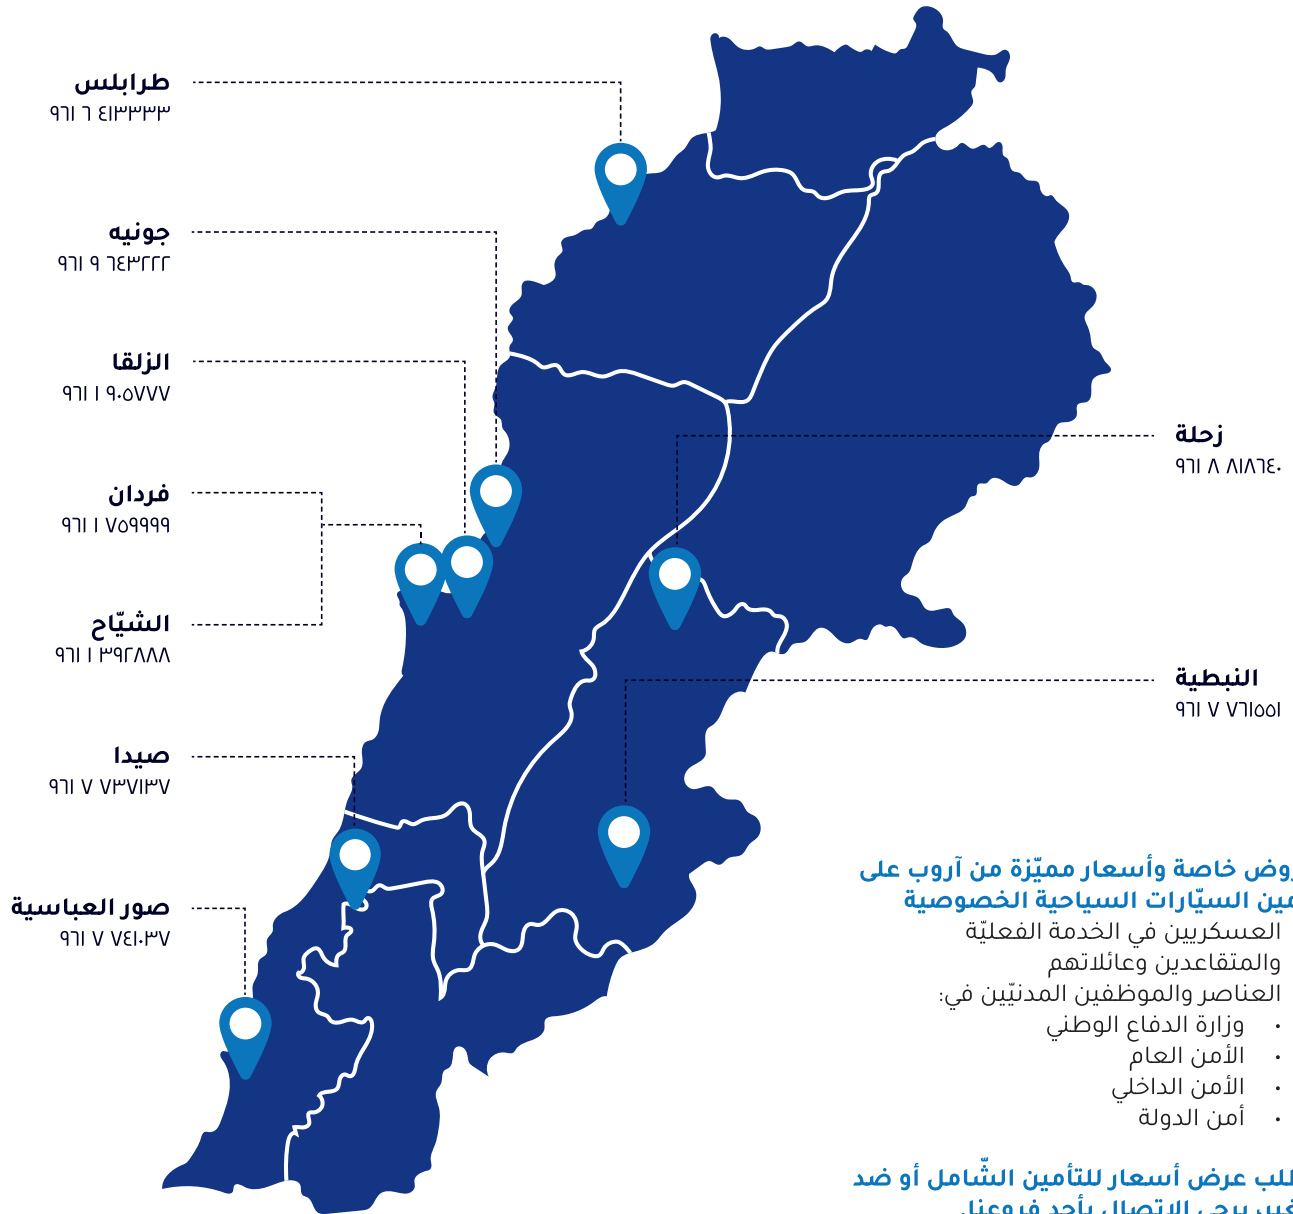 طرابلس
٩٦١ ٦ ٤١٣٣٣٣
جونيه
٩٦١ ٩ ٦٤٣٢٢٢
الزلقا
٩٦١ ١ ٩٠٥٧٧٧
فردان
٩٦١ ١ ٧٥٩٩٩٩
الشيّاح
٩٦١ ١ ٣٩٢٨٨٨
صيدا
٩٦١ ٧ ٧٣٧١٣٧
صور العباسية
٩٦١ ٧ ٧٤١٠٣٧
زحلة
٩٦١ ٨ ٨١٨٦٤٠
النبطية
٩٦١ ٧ ٧٦١٥٥١
خاصة وأسعار مميّزة من آروب على
السيّارات السياحية الخصوصية
العسكريين في الخدمة الفعليّة
والمتقاعدين وعائلاتهم
العناصر والموظفين المدنيّين في:
• وزارة الدفاع الوطني
• الأمن العام
• الأمن الداخلي
• أمن الدولة
عرض أسعار للتأمين الشّامل أو ضد
يرجى الاتصال بأحد فروعنا.